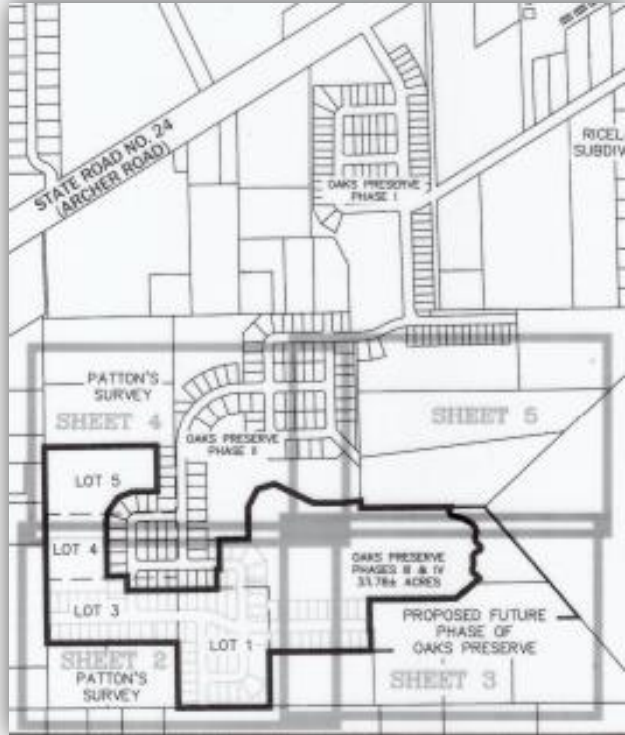 STATE ROAD NO. 24
(ARCHER ROAD)
OAKS PRESERVE
PHASE I
RICEL
SUBDIV
PATTON'S
SURVEY
SHEET 4
SHEET 5
OAKS PRESERVE
PHASE II
LOT 5
LOT 4
OAKS PRESERVE
PHASES III & IV
37.78± ACRES
LOT 3
LOT 1
PROPOSED FUTURE
PHASE OF
OAKS PRESERVE
SHEET 2
PATTON'S
SURVEY
SHEET 3